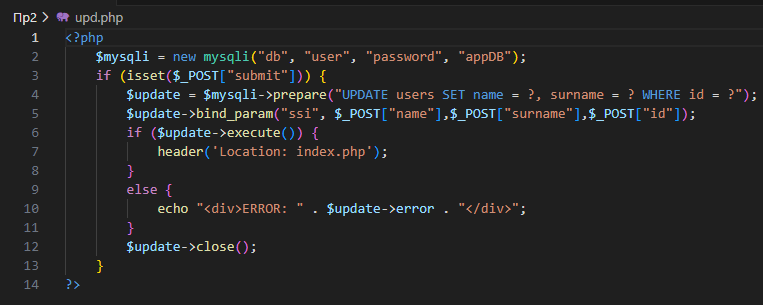 Пр2 > upd.php
1 <?php
2     $mysqli = new mysqli("db", "user", "password", "appDB");
3     if (isset($_POST["submit"])) {
4         $update = $mysqli->prepare("UPDATE users SET name = ?, surname = ? WHERE id = ?");
5         $update->bind_param("ssi", $_POST["name"],$_POST["surname"],$_POST["id"]);
6         if ($update->execute()) {
7             header('Location: index.php');
8         }
9         else {
10             echo "<div>ERROR: " . $update->error . "</div>";
11         }
12         $update->close();
13     }
14 ?>